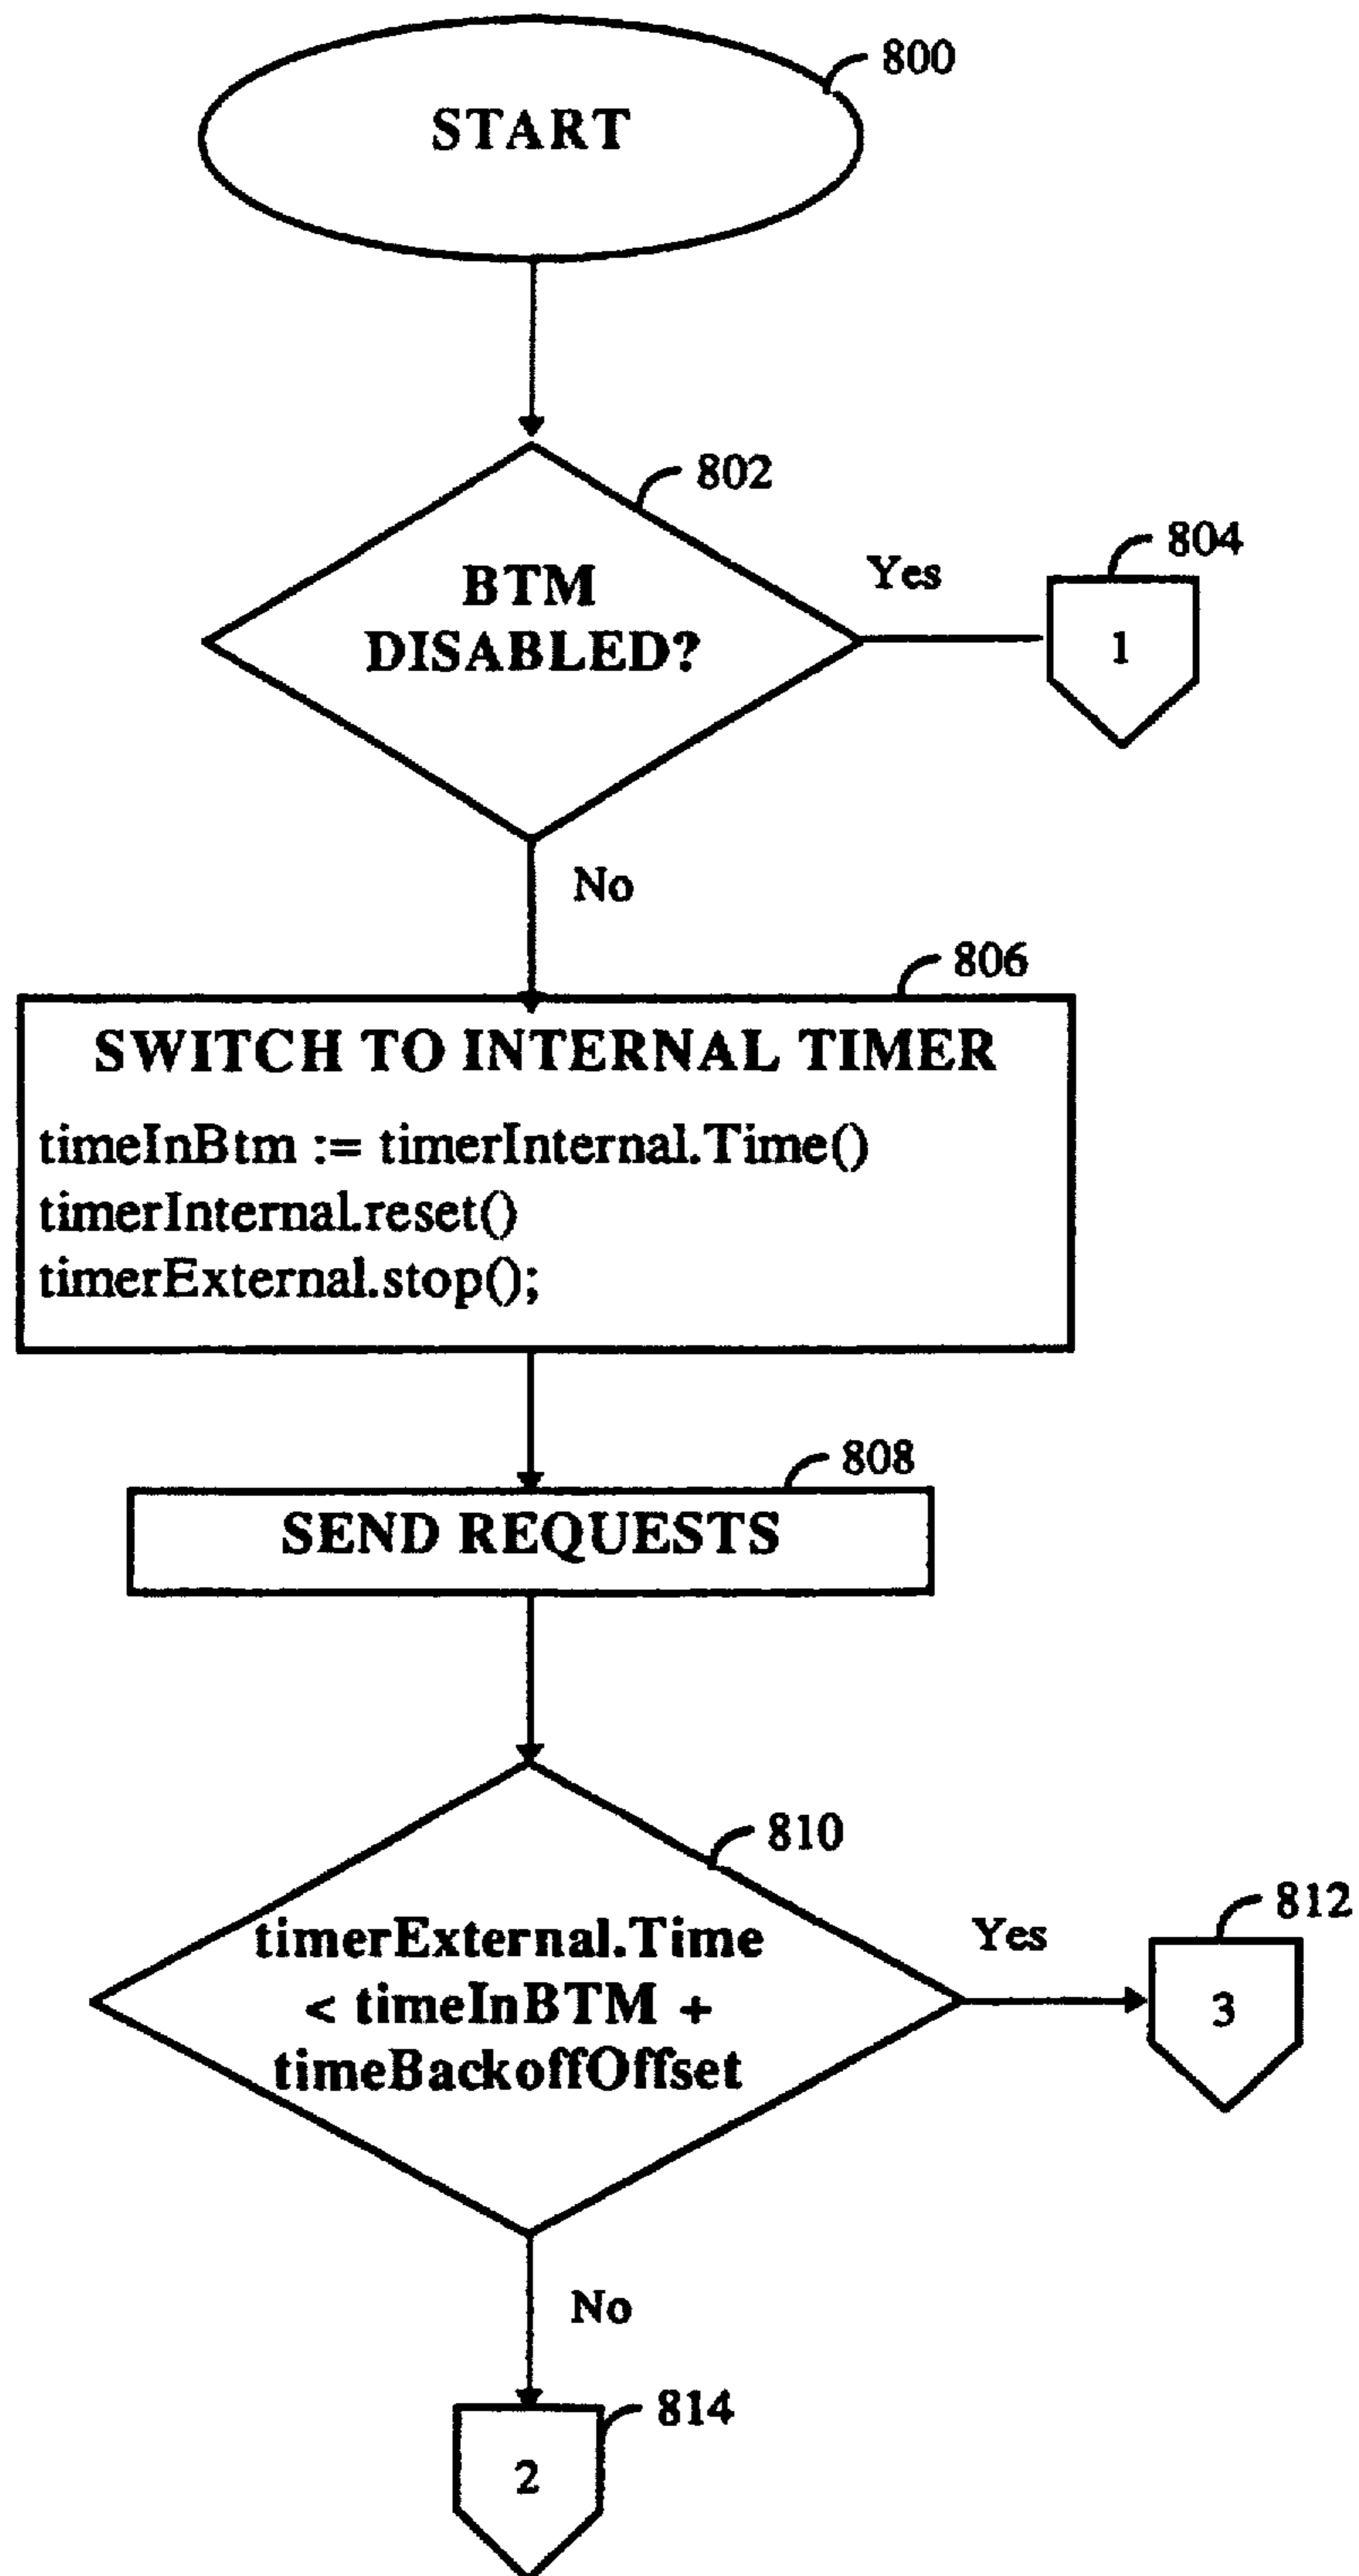 800
START
802
BTM
DISABLED?
Yes
804
1
No
806
SWITCH TO INTERNAL TIMER
timeInBtm := timerInternal.Time()
timerInternal.reset()
timerExternal.stop();
808
SEND REQUESTS
810
timerExternal.Time
< timeInBTM +
timeBackoffOffset
Yes
812
3
No
814
2